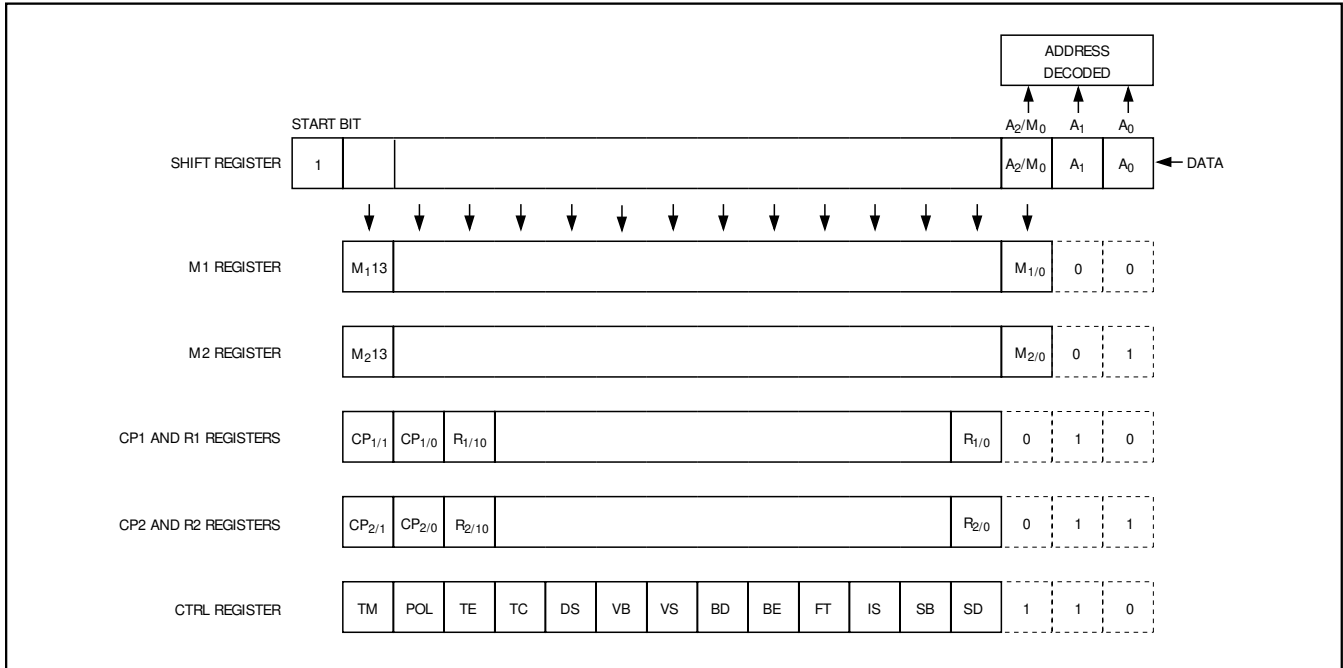 ADDRESS
DECODED
START BIT A2/M0 A1 A0
SHIFT REGISTER 1 A2/M0 A1 A0 DATA
M1 REGISTER M113 M1/0 0 0
M2 REGISTER M213 M2/0 0 1
CP1 AND R1 REGISTERS CP1/1 CP1/0 R1/10 R1/0 0 1 0
CP2 AND R2 REGISTERS CP2/1 CP2/0 R2/10 R2/0 0 1 1
CTRL REGISTER TM POL TE TC DS VB VS BD BE FT IS SB SD 1 1 0